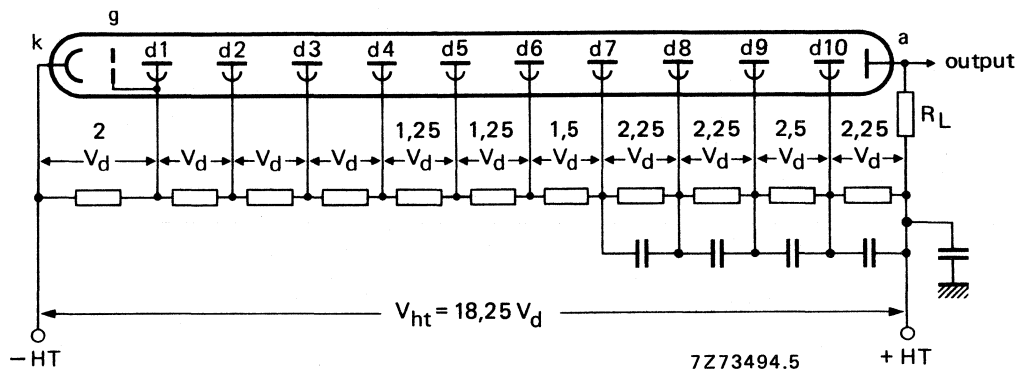 g
k d1 d2 d3 d4 d5 d6 d7 d8 d9 d10 a
output
R_L
2 1,25 1,25 1,5 2,25 2,25 2,5 2,25
V_d V_d V_d V_d V_d V_d V_d V_d V_d V_d V_d
V_ht = 18,25 V_d
− HT + HT
7Z73494.5